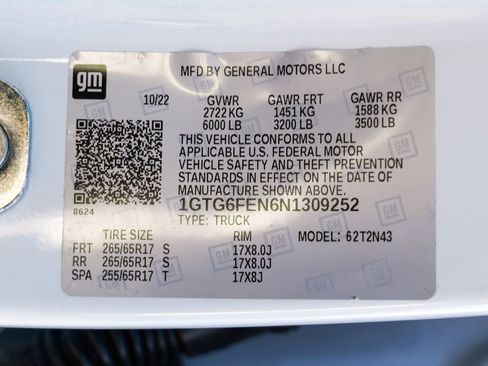 gm
MFD BY GENERAL MOTORS LLC
10/22 GVWR GAWR FRT GAWR RR
2722 KG 1451 KG 1588 KG
6000 LB 3200 LB 3500 LB
THIS VEHICLE CONFORMS TO ALL
APPLICABLE U.S. FEDERAL MOTOR
VEHICLE SAFETY AND THEFT PREVENTION
STANDARDS IN EFFECT ON THE DATE OF
MANUFACTURE SHOWN ABOVE.
1GTG6FEN6N1309252
8624 TYPE: TRUCK
TIRE SIZE RIM MODEL: 62T2N43
FRT 265/65R17 S 17X8.0J
RR 265/65R17 S 17X8.0J
SPA 255/65R17 T 17X8J